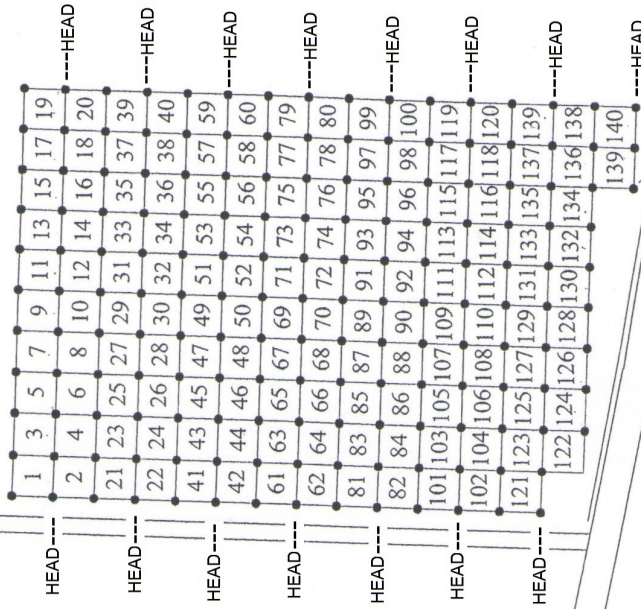 1 3 5 7 9 11 13 15 17 19
HEAD--- ---HEAD
2 4 6 8 10 12 14 16 18 20
21 23 25 27 29 31 33 35 37 39
HEAD--- ---HEAD
22 24 26 28 30 32 34 36 38 40
41 43 45 47 49 51 53 55 57 59
HEAD--- ---HEAD
42 44 46 48 50 52 54 56 58 60
61 63 65 67 69 71 73 75 77 79
HEAD--- ---HEAD
62 64 66 68 70 72 74 76 78 80
81 83 85 87 89 91 93 95 97 99
HEAD--- ---HEAD
82 84 86 88 90 92 94 96 98 100
101 103 105 107 109 111 113 115 117 119
HEAD--- ---HEAD
102 104 106 108 110 112 114 116 118 120
121 123 125 127 129 131 133 135 137 139
HEAD--- ---HEAD
122 124 126 128 130 132 134 136 138
139 140
---HEAD